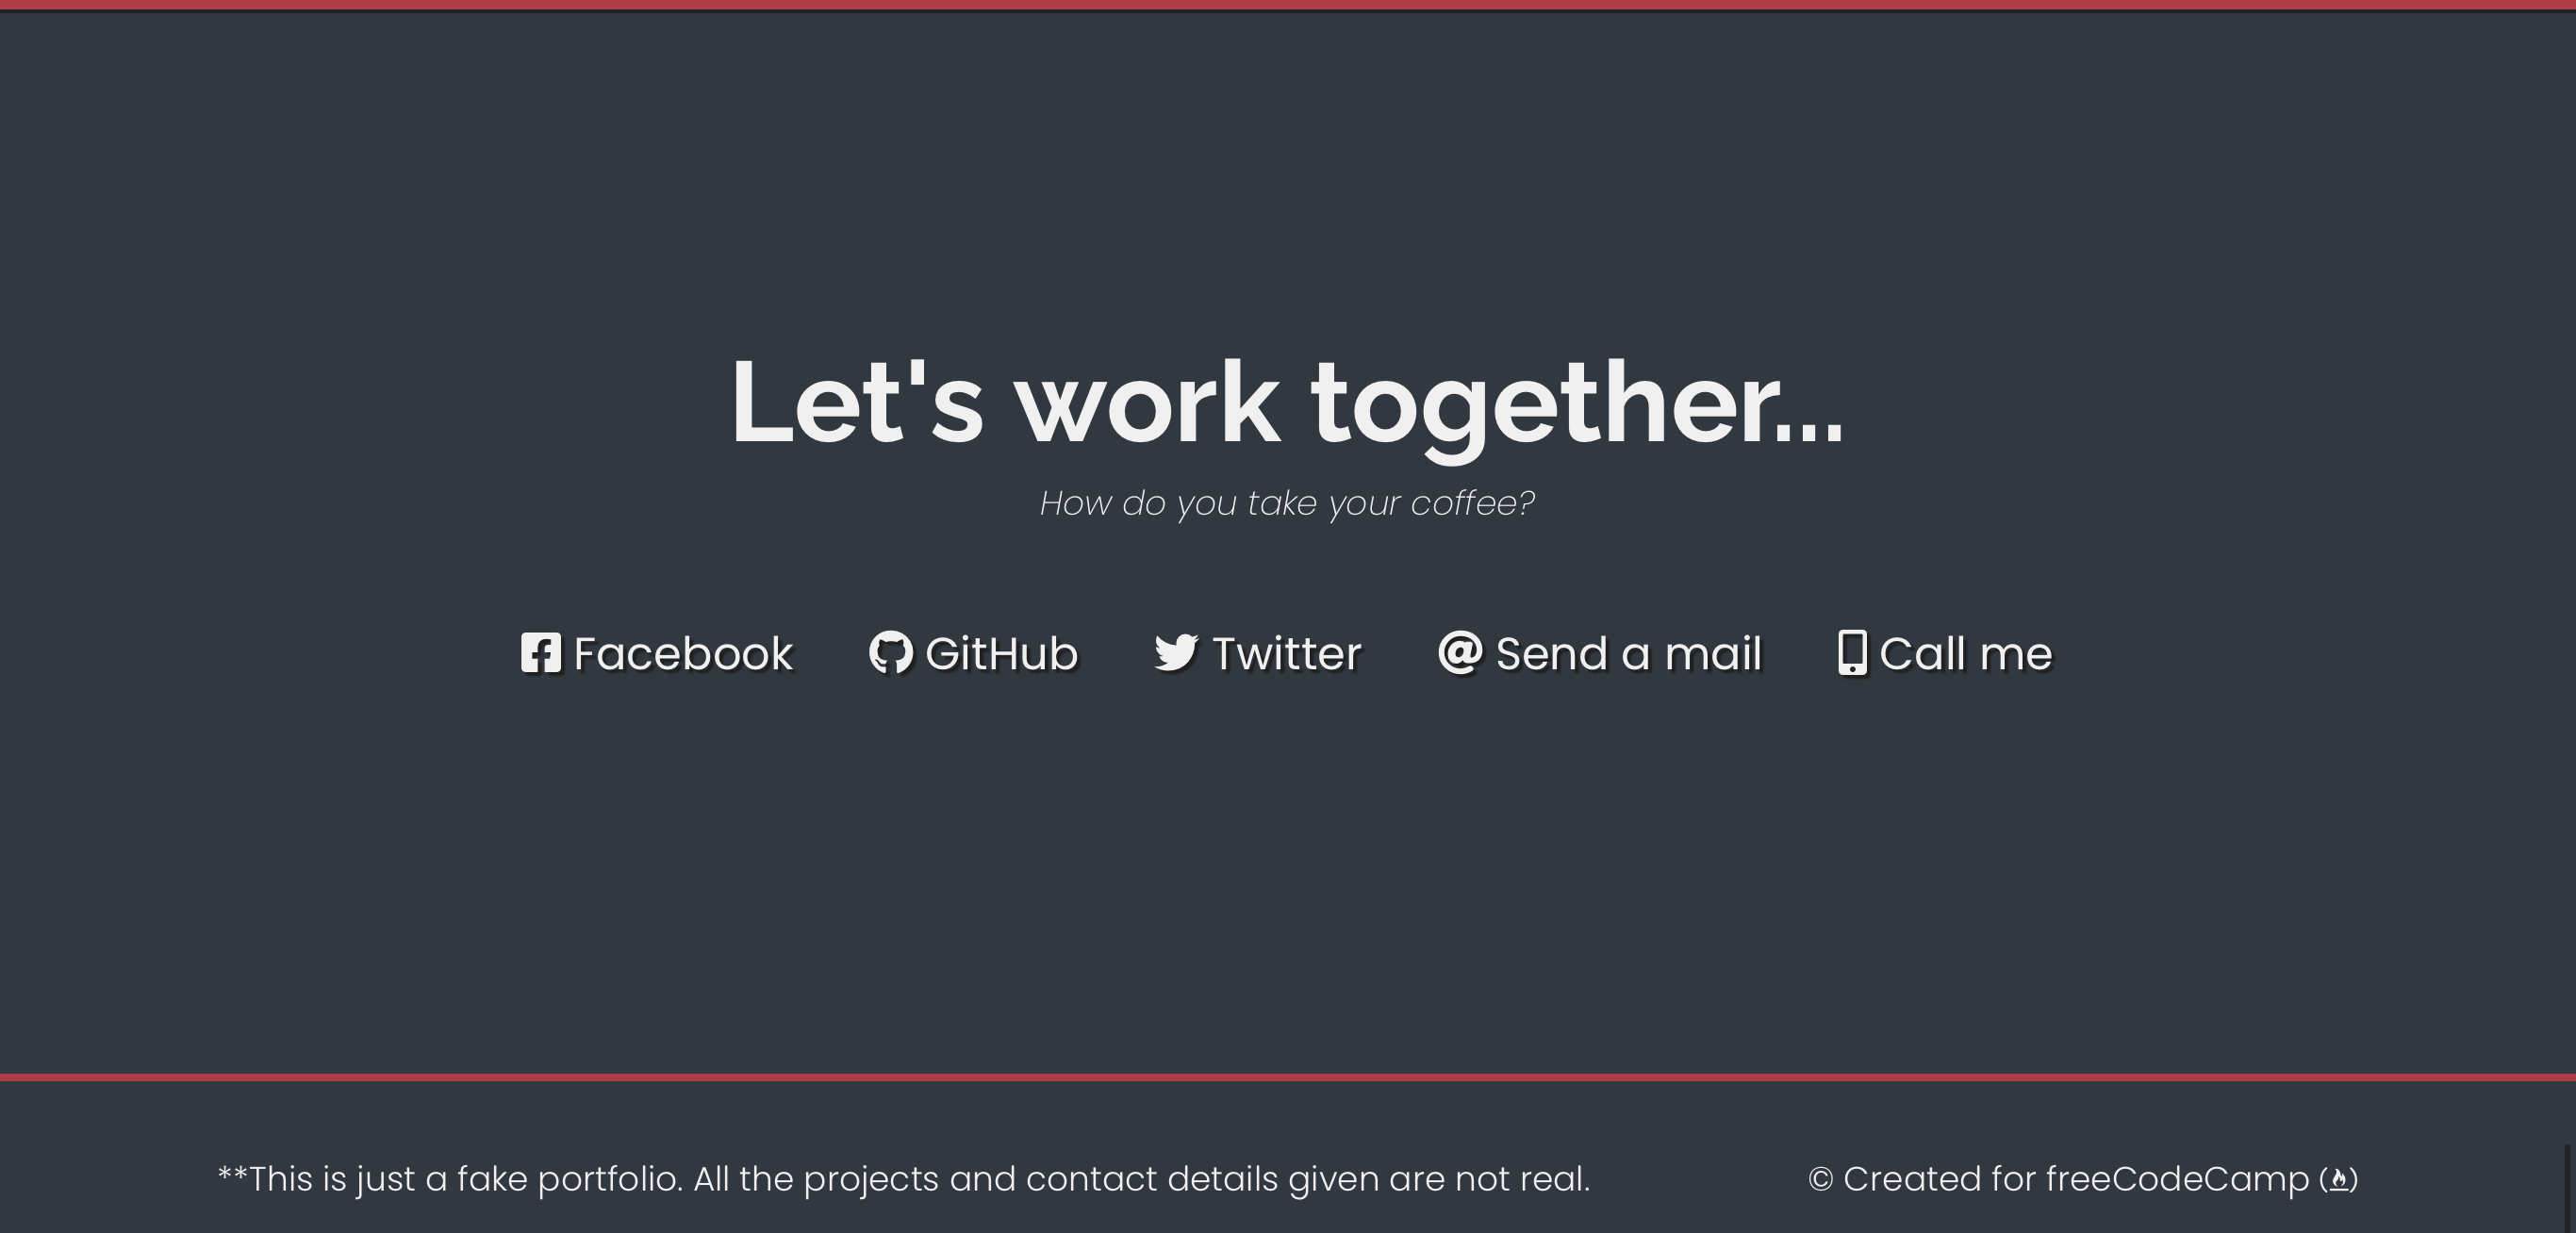 Let's work together...
How do you take your coffee?
Facebook GitHub Twitter Send a mail Call me
**This is just a fake portfolio. All the projects and contact details given are not real. © Created for freeCodeCamp